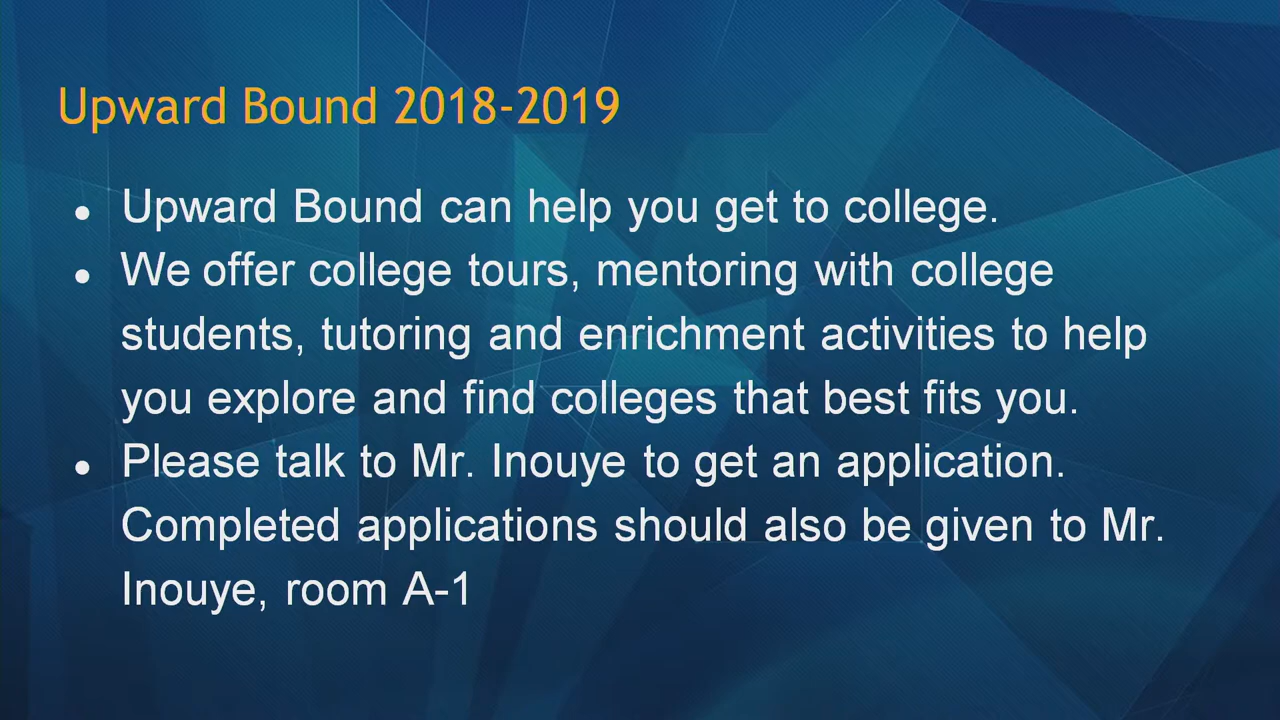 Upward Bound 2018-2019
• Upward Bound can help you get to college.
• We offer college tours, mentoring with college
students, tutoring and enrichment activities to help
you explore and find colleges that best fits you.
• Please talk to Mr. Inouye to get an application.
Completed applications should also be given to Mr.
Inouye, room A-1